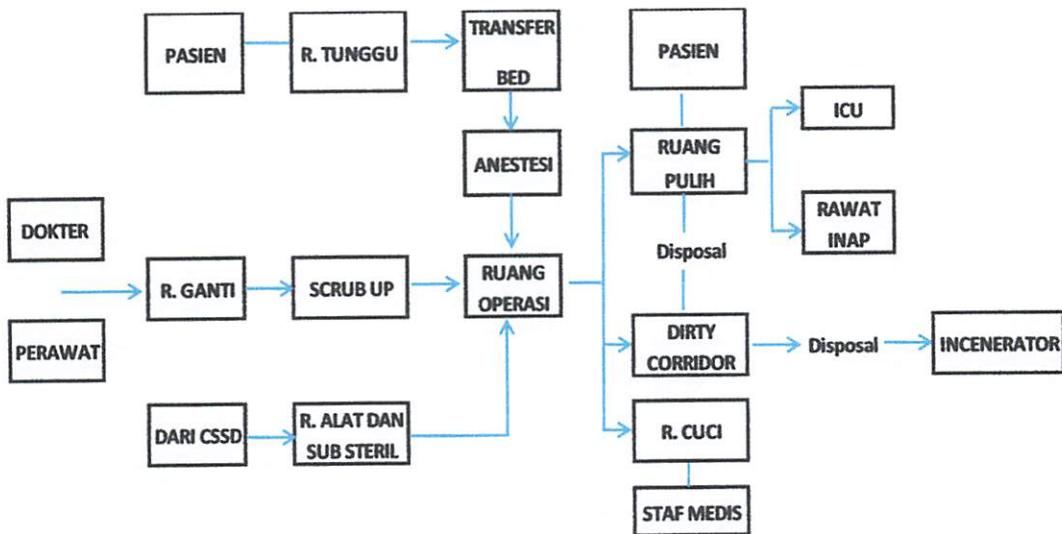 PASIEN
R. TUNGGU
TRANSFER
BED
PASIEN
ICU
ANESTESI
RUANG
PULIH
RAWAT
INAP
DOKTER
Disposal
R. GANTI
SCRUB UP
RUANG
OPERASI
PERAWAT
DIRTY
CORRIDOR
Disposal
INCENERATOR
DARI CSSD
R. ALAT DAN
SUB STERIL
R. CUCI
STAF MEDIS